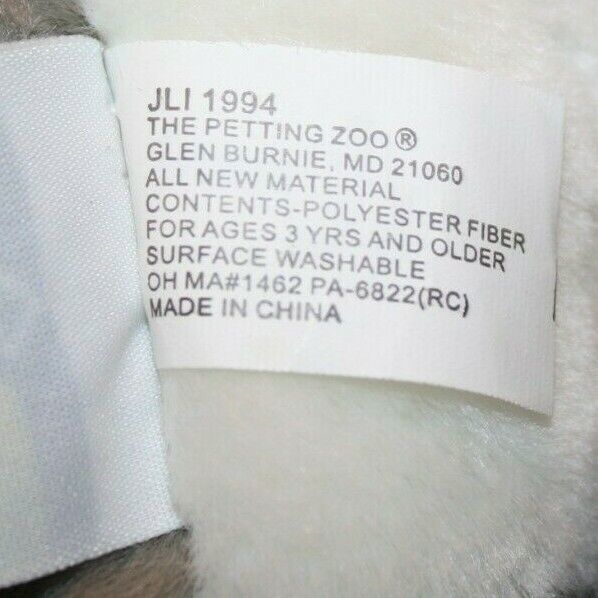 JLI 1994
THE PETTING ZOO®
GLEN BURNIE, MD 21060
ALL NEW MATERIAL
CONTENTS-POLYESTER FIBER
FOR AGES 3 YRS AND OLDER
SURFACE WASHABLE
OH MA#1462 PA-6822(RC)
MADE IN CHINA